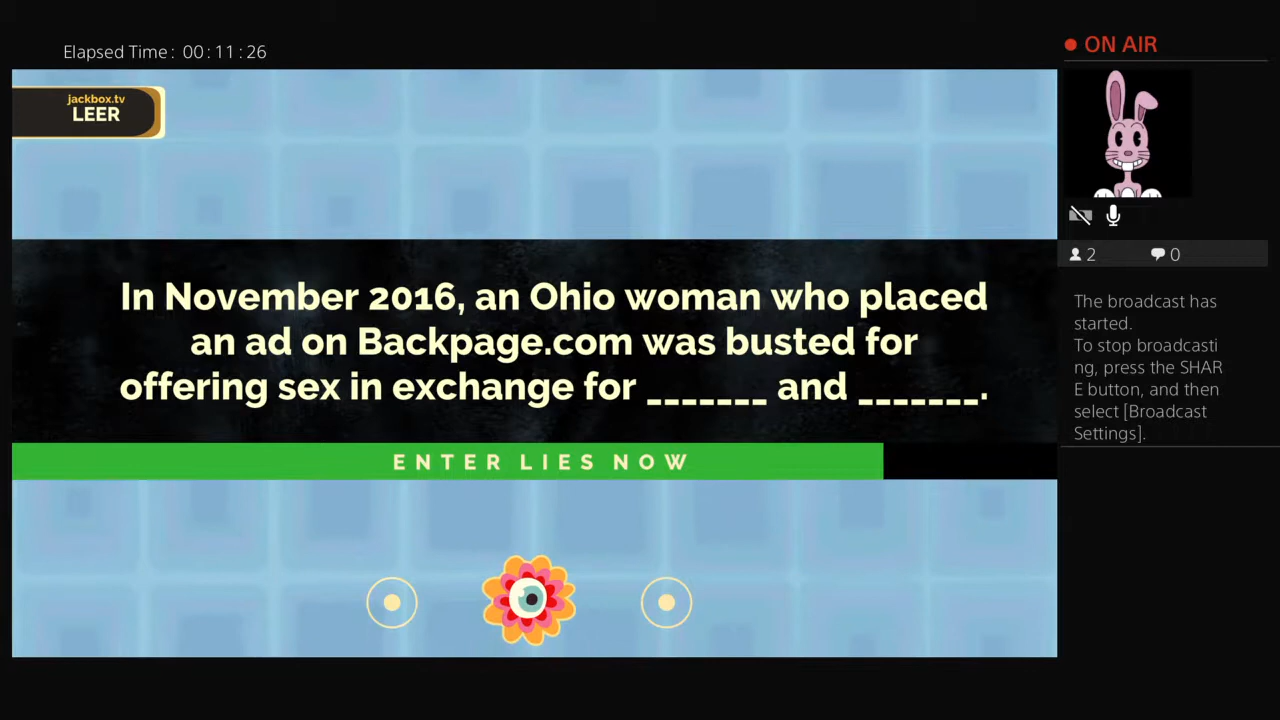 Elapsed Time: 00:11:26
ON AIR
jackbox.tv
LEER
2
0
In November 2016, an Ohio woman who placed
an ad on Backpage.com was busted for
offering sex in exchange for _______ and _______.
ENTER LIES NOW
The broadcast has
started.
To stop broadcasti
ng, press the SHAR
E button, and then
select [Broadcast
Settings].